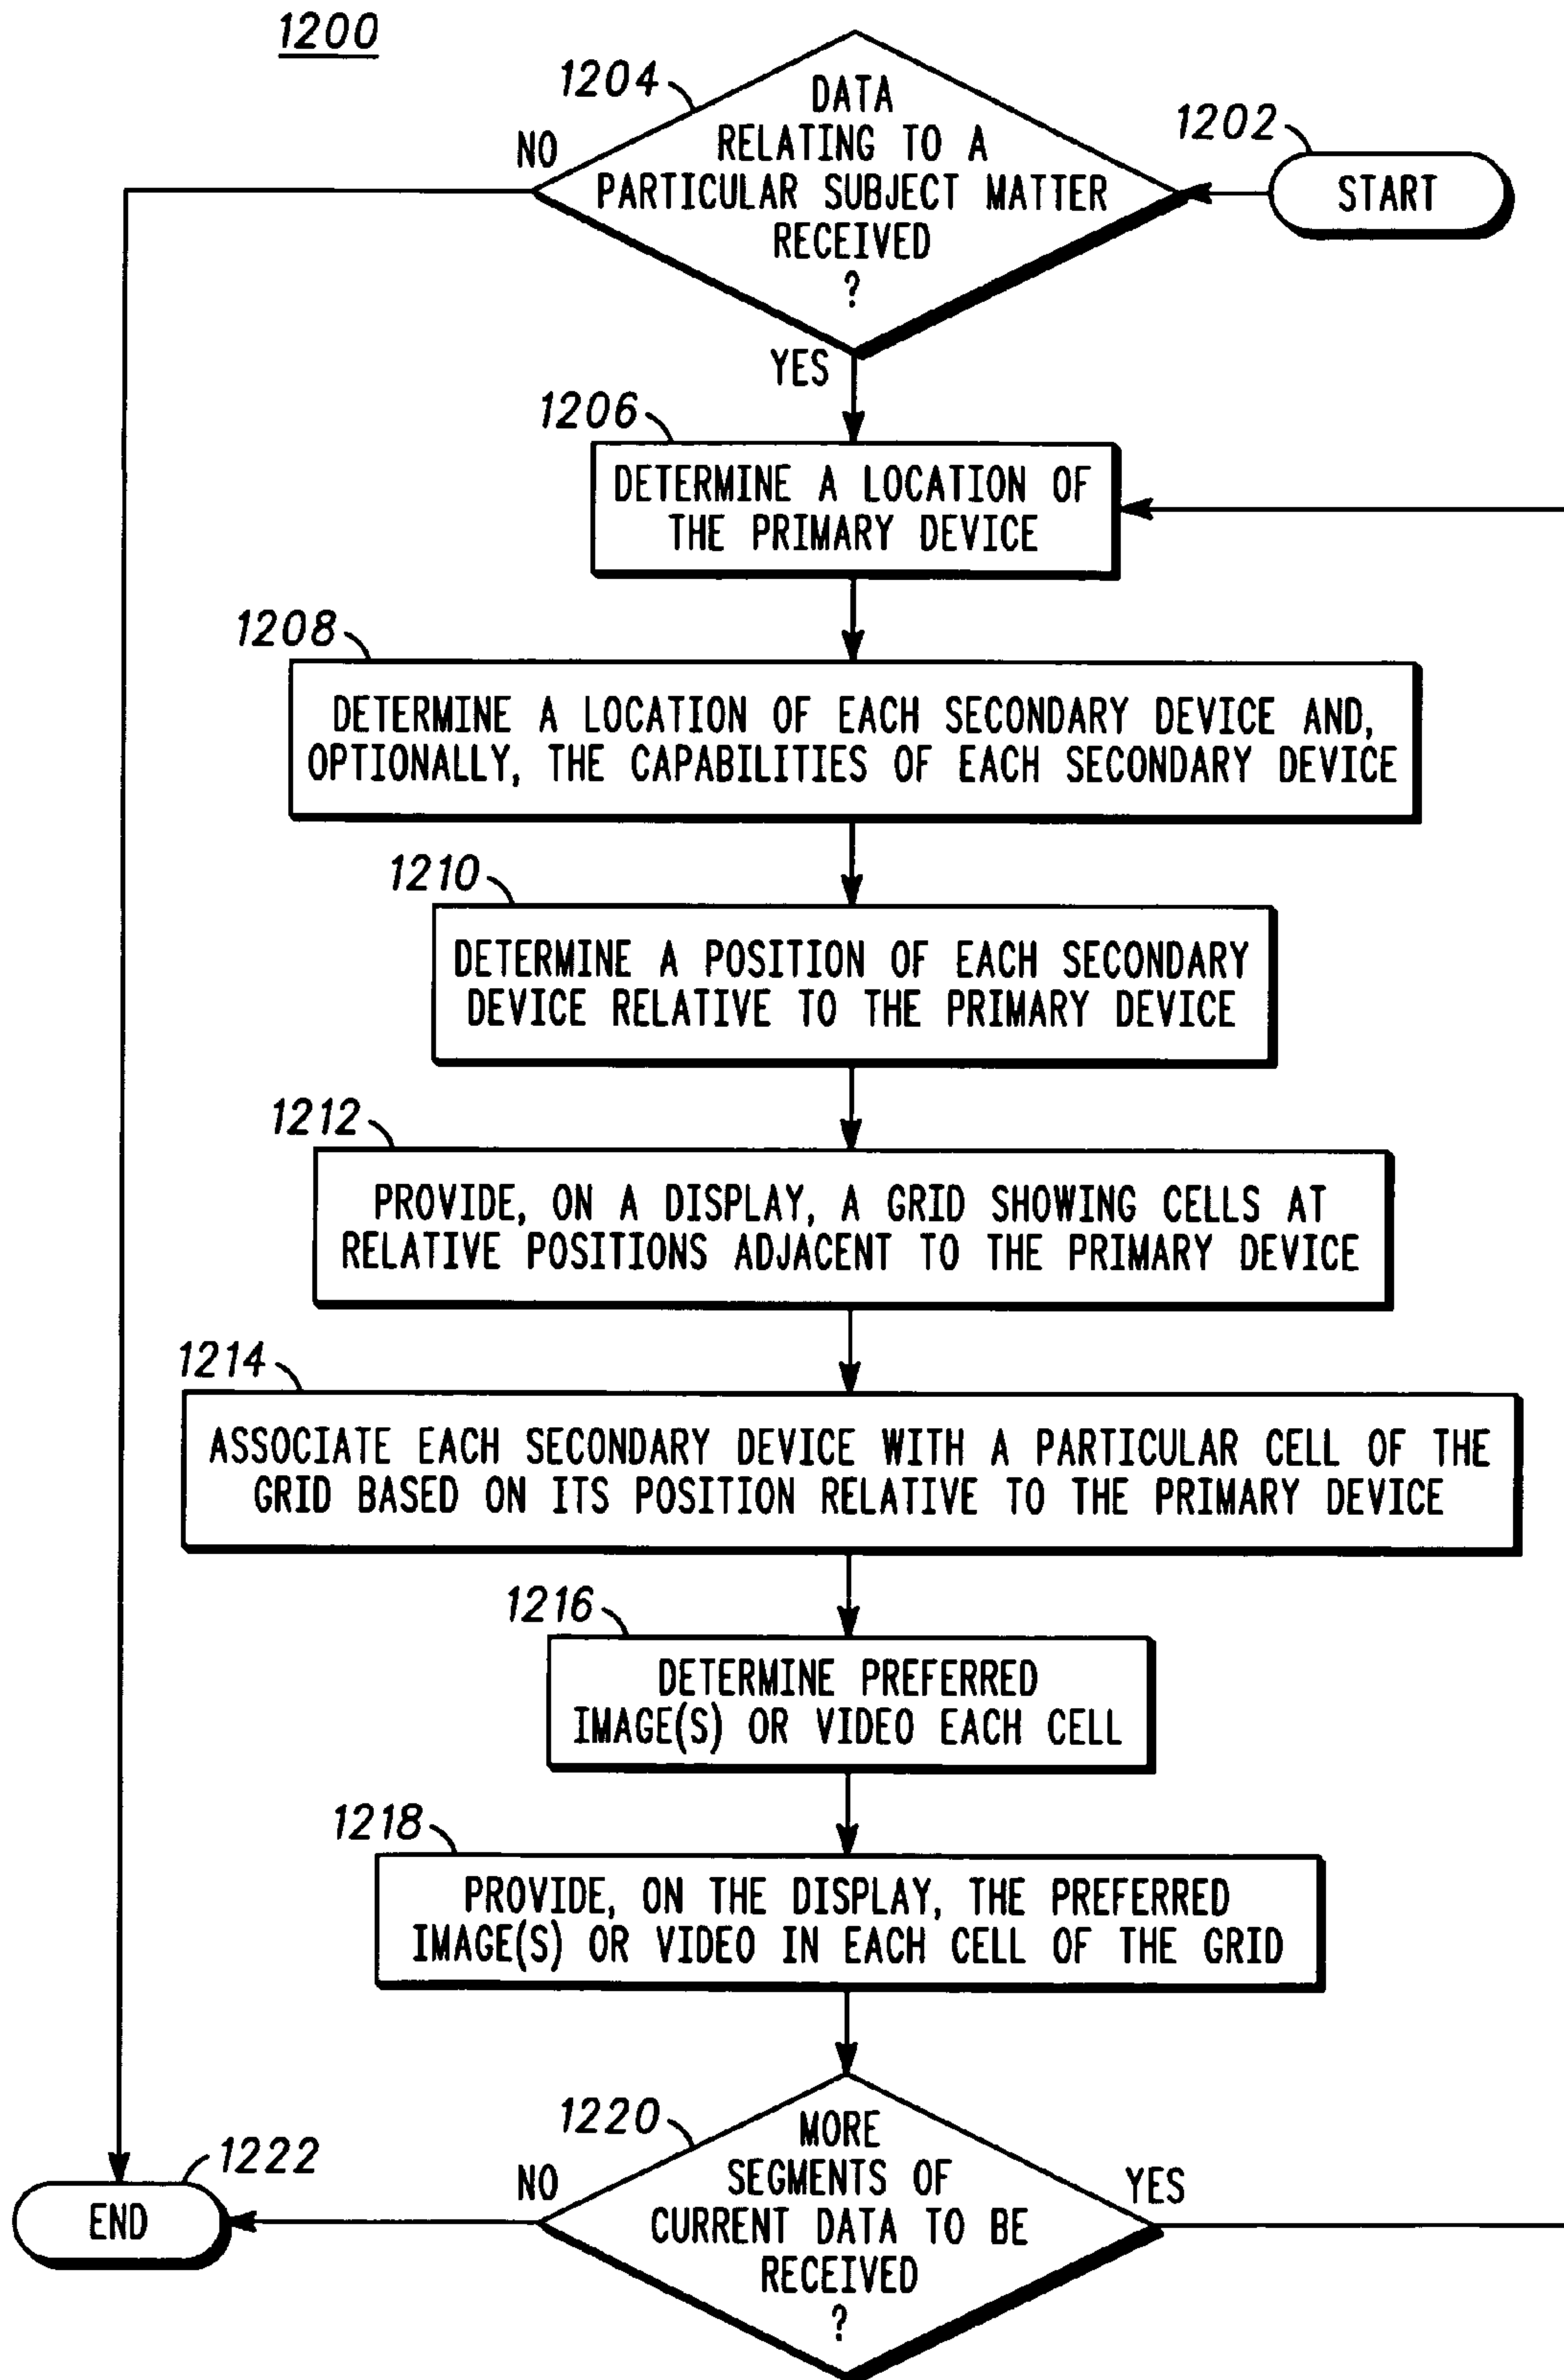 1200
1204
DATA
RELATING TO A
PARTICULAR SUBJECT MATTER
RECEIVED
?
NO
1202
START
YES
1206
DETERMINE A LOCATION OF
THE PRIMARY DEVICE
1208
DETERMINE A LOCATION OF EACH SECONDARY DEVICE AND,
OPTIONALLY, THE CAPABILITIES OF EACH SECONDARY DEVICE
1210
DETERMINE A POSITION OF EACH SECONDARY
DEVICE RELATIVE TO THE PRIMARY DEVICE
1212
PROVIDE, ON A DISPLAY, A GRID SHOWING CELLS AT
RELATIVE POSITIONS ADJACENT TO THE PRIMARY DEVICE
1214
ASSOCIATE EACH SECONDARY DEVICE WITH A PARTICULAR CELL OF THE
GRID BASED ON ITS POSITION RELATIVE TO THE PRIMARY DEVICE
1216
DETERMINE PREFERRED
IMAGE(S) OR VIDEO EACH CELL
1218
PROVIDE, ON THE DISPLAY, THE PREFERRED
IMAGE(S) OR VIDEO IN EACH CELL OF THE GRID
1220
MORE
SEGMENTS OF
CURRENT DATA TO BE
RECEIVED
?
NO
YES
1222
END